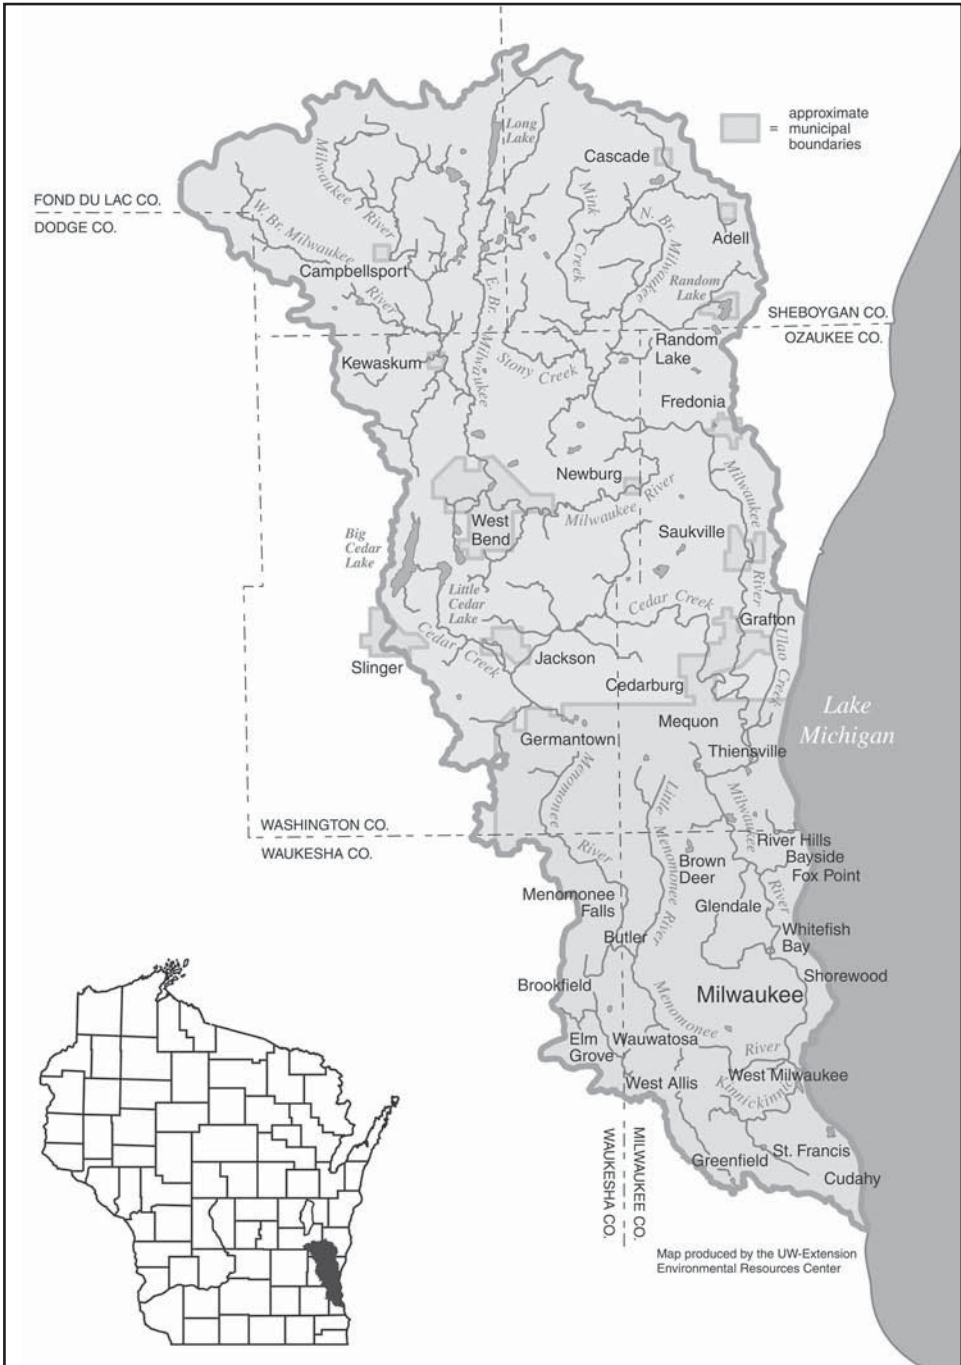 Long
Lake
= approximate
municipal
boundaries
Cascade
Milwaukee
River
Mink
Creek
FOND DU LAC CO.
DODGE CO.
W. Br. Milwaukee
River
N. Br. Milwaukee
Adell
Campbellsport
Random
Lake
E. Br. Milwaukee
SHEBOYGAN CO.
OZAUKEE CO.
Random
Lake
Kewaskum
Stony Creek
Fredonia
Newburg
Milwaukee River
Milwaukee
River
West
Bend
Saukville
Big
Cedar
Lake
Little
Cedar
Lake
Cedar Creek
Grafton
Ulao Creek
Cedar Creek
Slinger
Jackson
Cedarburg
Lake
Michigan
Mequon
Germantown
Thiensville
Menomonee
River
Little Menomonee River
Milwaukee
River
WASHINGTON CO.
WAUKESHA CO.
River Hills
Bayside
Fox Point
Brown
Deer
Menomonee
Falls
Glendale
Whitefish
Bay
Butler
Shorewood
Brookfield
Milwaukee
Menomonee
River
Elm
Grove
Wauwatosa
West Milwaukee
West Allis
Kinnickinnic
St. Francis
Greenfield
Cudahy
WAUKESHA CO.
MILWAUKEE CO.
Map produced by the UW-Extension
Environmental Resources Center